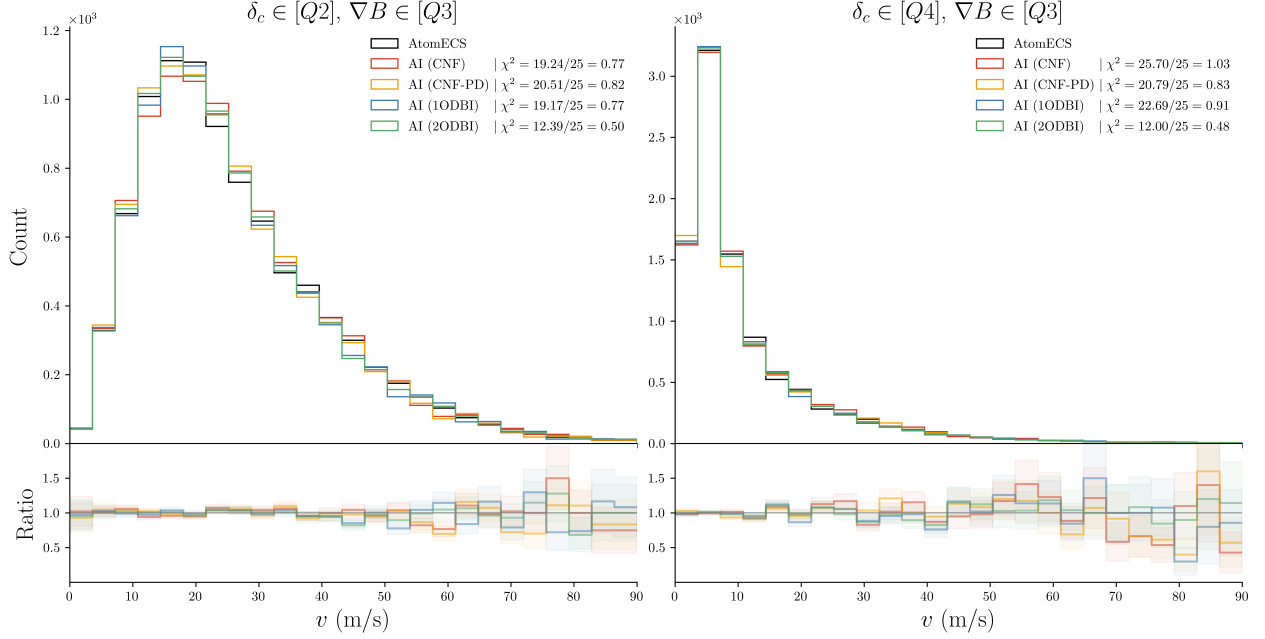 δ_c ∈ [Q2], ∇B ∈ [Q3]
×10³
1.2
1.0
0.8
0.6
0.4
0.2
0.0
Count
AtomECS
AI (CNF) | χ² = 19.24/25 = 0.77
AI (CNF-PD) | χ² = 20.51/25 = 0.82
AI (1ODBI) | χ² = 19.17/25 = 0.77
AI (2ODBI) | χ² = 12.39/25 = 0.50
1.5
1.0
0.5
Ratio
0 10 20 30 40 50 60 70 80 90
v (m/s)
δ_c ∈ [Q4], ∇B ∈ [Q3]
×10³
3.0
2.5
2.0
1.5
1.0
0.5
0.0
AtomECS
AI (CNF) | χ² = 25.70/25 = 1.03
AI (CNF-PD) | χ² = 20.79/25 = 0.83
AI (1ODBI) | χ² = 22.69/25 = 0.91
AI (2ODBI) | χ² = 12.00/25 = 0.48
1.5
1.0
0.5
0 10 20 30 40 50 60 70 80 90
v (m/s)